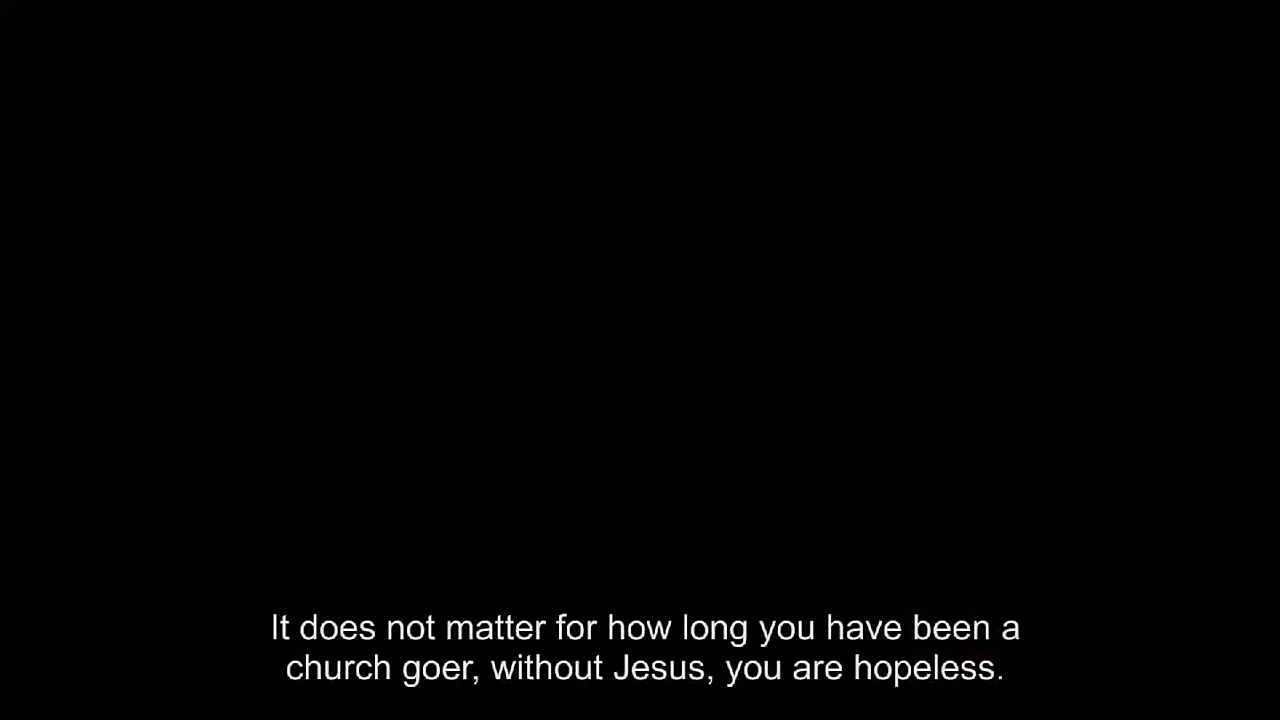 It does not matter for how long you have been a
church goer, without Jesus, you are hopeless.